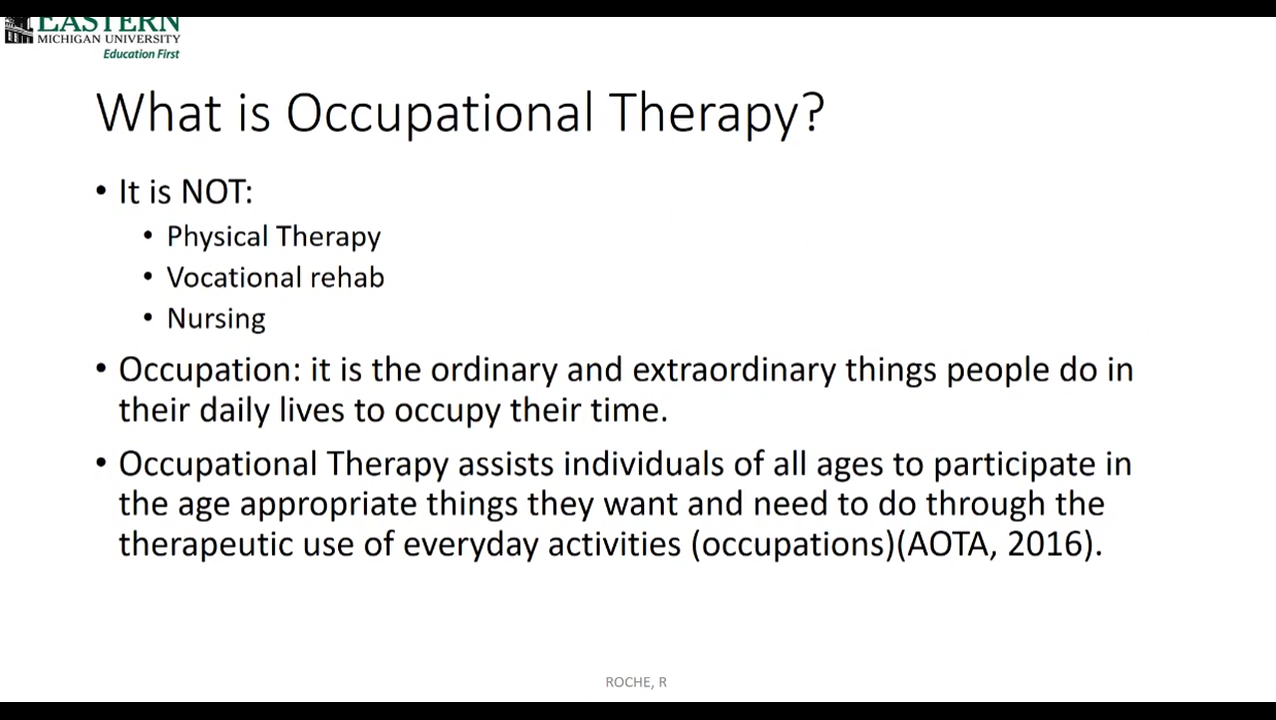 EASTERN
MICHIGAN UNIVERSITY
Education First
What is Occupational Therapy?
• It is NOT:
• Physical Therapy
• Vocational rehab
• Nursing
• Occupation: it is the ordinary and extraordinary things people do in
their daily lives to occupy their time.
• Occupational Therapy assists individuals of all ages to participate in
the age appropriate things they want and need to do through the
therapeutic use of everyday activities (occupations)(AOTA, 2016).
ROCHE, R